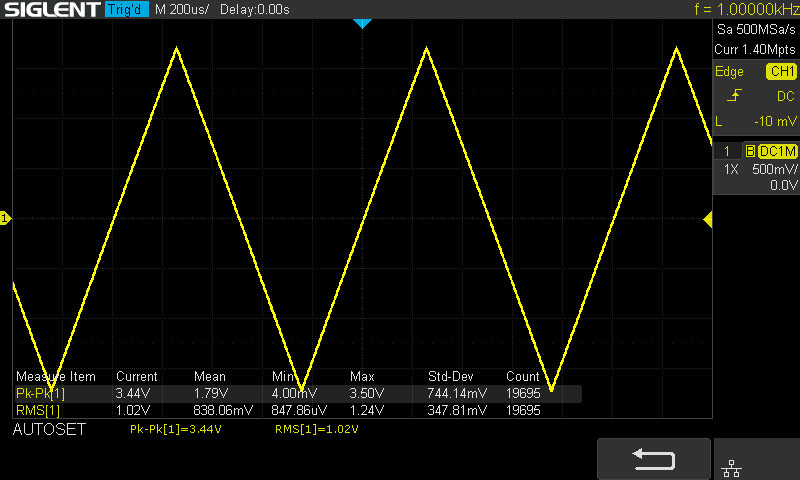 SIGLENT Trig'd M 200us/ Delay:0.00s f = 1.00000kHz
Sa 500MSa/s
Curr 1.40Mpts
Edge CH1
DC
L -10 mV
1 B DC1M
1X 500mV/
0.0V
1
Measure Item Current Mean Min Max Std-Dev Count
Pk-Pk[1] 3.44V 1.79V 4.00mV 3.50V 744.14mV 19695
RMS[1] 1.02V 838.06mV 847.86uV 1.24V 347.81mV 19695
AUTOSET Pk-Pk[1]=3.44V RMS[1]=1.02V